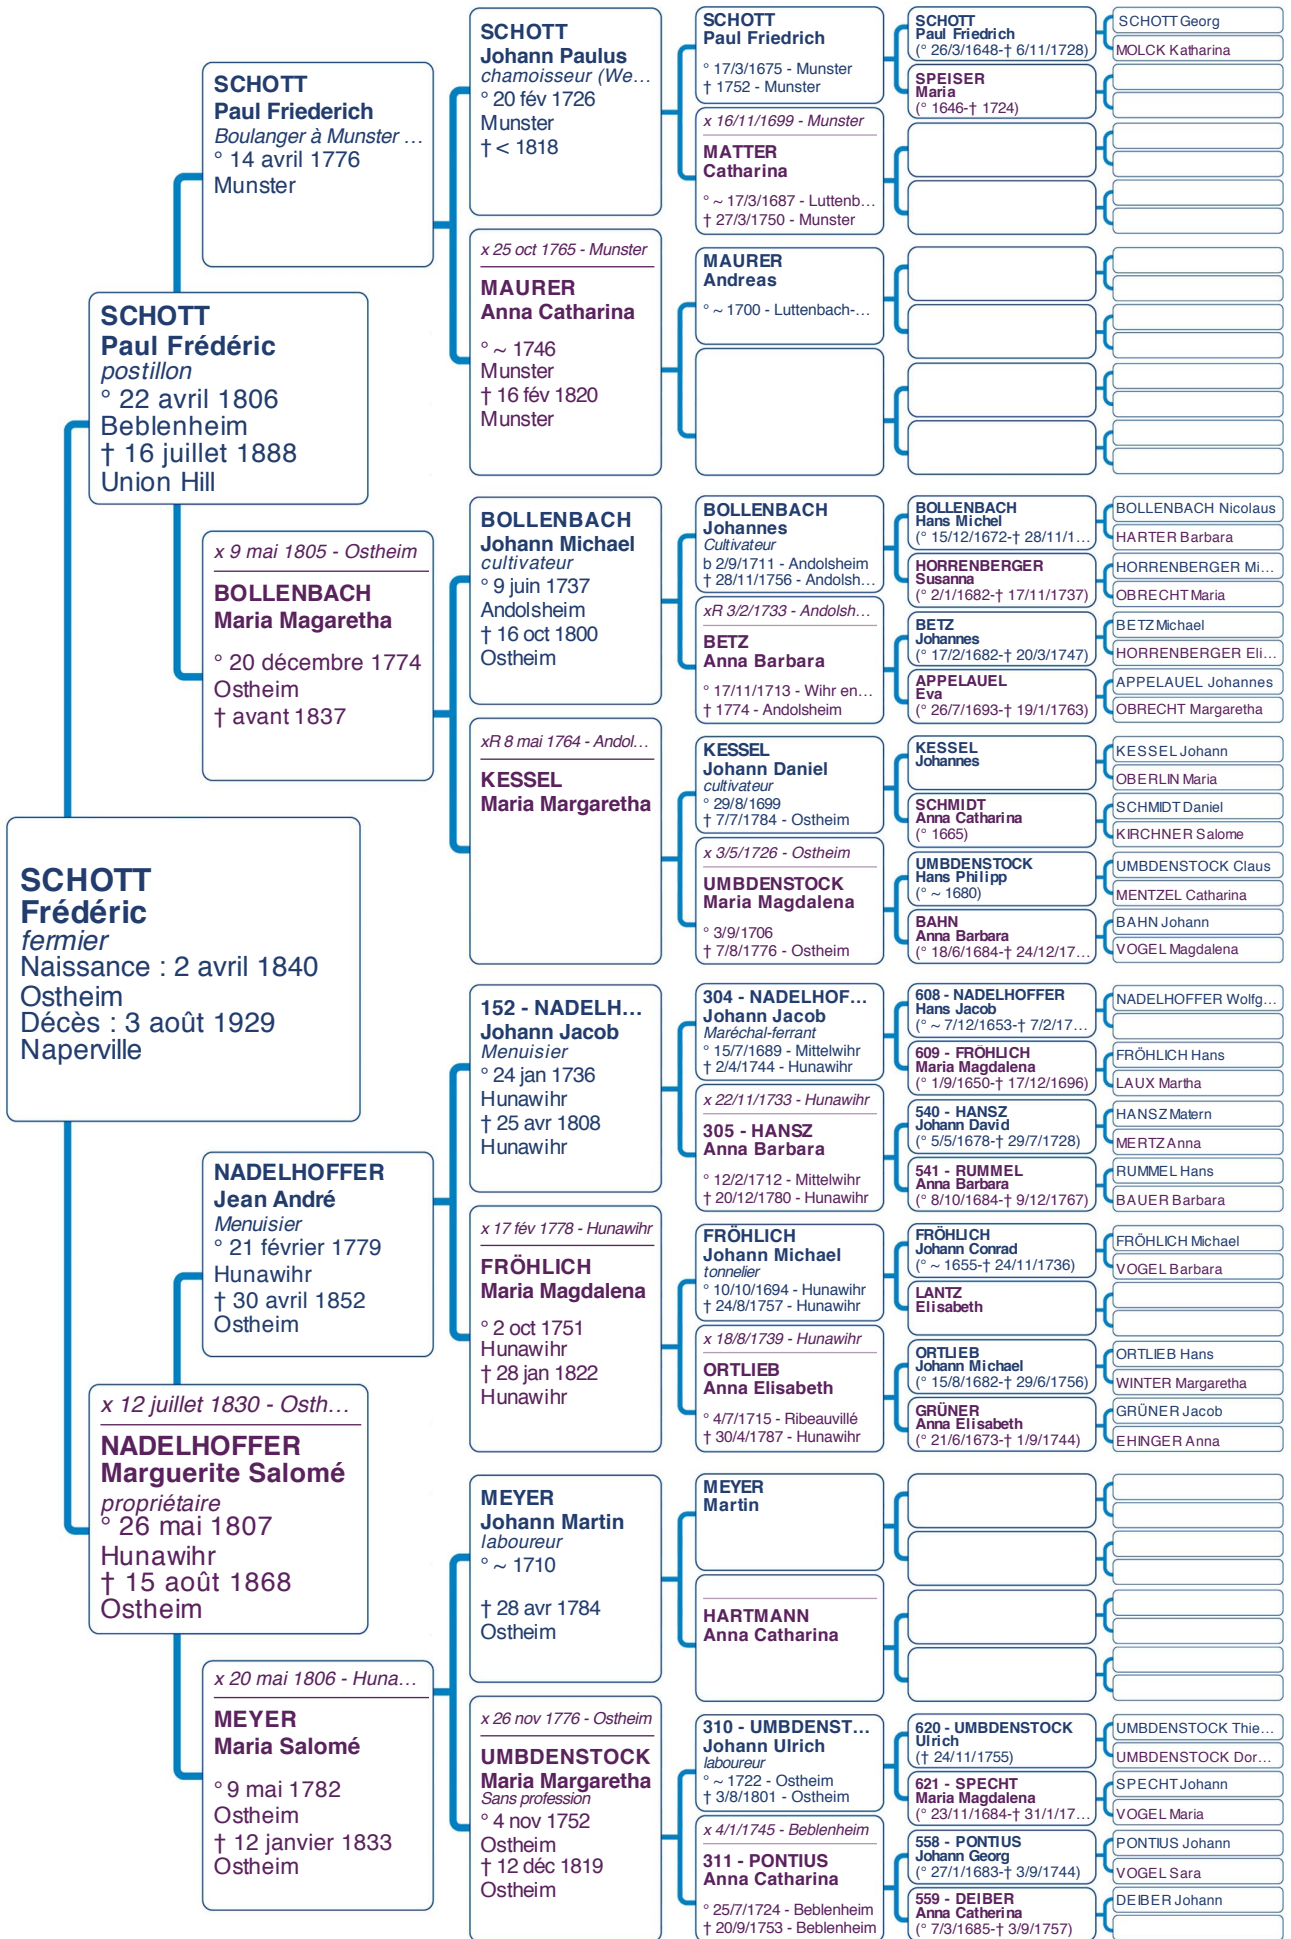 SCHOTT
Frédéric
fermier
Naissance : 2 avril 1840
Ostheim
Décès : 3 août 1929
Naperville
SCHOTT
Paul Frédéric
postillon
° 22 avril 1806
Beblenheim
† 16 juillet 1888
Union Hill
x 12 juillet 1830 - Osth…
NADELHOFFER
Marguerite Salomé
propriétaire
° 26 mai 1807
Hunawihr
† 15 août 1868
Ostheim
SCHOTT
Paul Friederich
Boulanger à Munster …
° 14 avril 1776
Munster
x 9 mai 1805 - Ostheim
BOLLENBACH
Maria Magaretha
° 20 décembre 1774
Ostheim
† avant 1837
NADELHOFFER
Jean André
Menuisier
° 21 février 1779
Hunawihr
† 30 avril 1852
Ostheim
x 20 mai 1806 - Huna…
MEYER
Maria Salomé
° 9 mai 1782
Ostheim
† 12 janvier 1833
Ostheim
SCHOTT
Johann Paulus
chamoisseur (We…
° 20 fév 1726
Munster
† < 1818
x 25 oct 1765 - Munster
MAURER
Anna Catharina
° ~ 1746
Munster
† 16 fév 1820
Munster
BOLLENBACH
Johann Michael
cultivateur
° 9 juin 1737
Andolsheim
† 16 oct 1800
Ostheim
xR 8 mai 1764 - Andol…
KESSEL
Maria Margaretha
152 - NADELH…
Johann Jacob
Menuisier
° 24 jan 1736
Hunawihr
† 25 avr 1808
Hunawihr
x 17 fév 1778 - Hunawihr
FRÖHLICH
Maria Magdalena
° 2 oct 1751
Hunawihr
† 28 jan 1822
Hunawihr
MEYER
Johann Martin
laboureur
° ~ 1710
† 28 avr 1784
Ostheim
x 26 nov 1776 - Ostheim
UMBDENSTOCK
Maria Margaretha
Sans profession
° 4 nov 1752
Ostheim
† 12 déc 1819
Ostheim
SCHOTT
Paul Friedrich
° 17/3/1675 - Munster
† 1752 - Munster
x 16/11/1699 - Munster
MATTER
Catharina
° ~ 17/3/1687 - Luttenb…
† 27/3/1750 - Munster
MAURER
Andreas
° ~ 1700 - Luttenbach-…
BOLLENBACH
Johannes
Cultivateur
b 2/9/1711 - Andolsheim
† 28/11/1756 - Andolsh…
xR 3/2/1733 - Andolsh…
BETZ
Anna Barbara
° 17/11/1713 - Wihr en…
† 1774 - Andolsheim
KESSEL
Johann Daniel
cultivateur
° 29/8/1699
† 7/7/1784 - Ostheim
x 3/5/1726 - Ostheim
UMBDENSTOCK
Maria Magdalena
° 3/9/1706
† 7/8/1776 - Ostheim
304 - NADELHOF…
Johann Jacob
Maréchal-ferrant
° 15/7/1689 - Mittelwihr
† 2/4/1744 - Hunawihr
x 22/11/1733 - Hunawihr
305 - HANSZ
Anna Barbara
° 12/2/1712 - Mittelwihr
† 20/12/1780 - Hunawihr
FRÖHLICH
Johann Michael
tonnelier
° 10/10/1694 - Hunawihr
† 24/8/1757 - Hunawihr
x 18/8/1739 - Hunawihr
ORTLIEB
Anna Elisabeth
° 4/7/1715 - Ribeauvillé
† 30/4/1787 - Hunawihr
MEYER
Martin
HARTMANN
Anna Catharina
310 - UMBDENST…
Johann Ulrich
laboureur
° ~ 1722 - Ostheim
† 3/8/1801 - Ostheim
x 4/1/1745 - Beblenheim
311 - PONTIUS
Anna Catharina
° 25/7/1724 - Beblenheim
† 20/9/1753 - Beblenheim
SCHOTT
Paul Friedrich
(° 26/3/1648-† 6/11/1728)
SPEISER
Maria
(° 1646-† 1724)
BOLLENBACH
Hans Michel
(° 15/12/1672-† 28/11/1…
HORRENBERGER
Susanna
(° 2/1/1682-† 17/11/1737)
BETZ
Johannes
(° 17/2/1682-† 20/3/1747)
APPELAUEL
Eva
(° 26/7/1693-† 19/1/1763)
KESSEL
Johannes
SCHMIDT
Anna Catharina
(° 1665)
UMBDENSTOCK
Hans Philipp
(° ~ 1680)
BAHN
Anna Barbara
(° 18/6/1684-† 24/12/17…
608 - NADELHOFFER
Hans Jacob
(° ~ 7/12/1653-† 7/2/17…
609 - FRÖHLICH
Maria Magdalena
(° 1/9/1650-† 17/12/1696)
540 - HANSZ
Johann David
(° 5/5/1678-† 29/7/1728)
541 - RUMMEL
Anna Barbara
(° 8/10/1684-† 9/12/1767)
FRÖHLICH
Johann Conrad
(° ~ 1655-† 24/11/1736)
LANTZ
Elisabeth
ORTLIEB
Johann Michael
(° 15/8/1682-† 29/6/1756)
GRÜNER
Anna Elisabeth
(° 21/6/1673-† 1/9/1744)
620 - UMBDENSTOCK
Ulrich
(† 24/11/1755)
621 - SPECHT
Maria Magdalena
(° 23/11/1684-† 31/1/17…
558 - PONTIUS
Johann Georg
(° 27/1/1683-† 3/9/1744)
559 - DEIBER
Anna Catherina
(° 7/3/1685-† 3/9/1757)
SCHOTT Georg
MOLCK Katharina
BOLLENBACH Nicolaus
HARTER Barbara
HORRENBERGER Mi…
OBRECHT Maria
BETZ Michael
HORRENBERGER Eli…
APPELAUEL Johannes
OBRECHT Margaretha
KESSEL Johann
OBERLIN Maria
SCHMIDT Daniel
KIRCHNER Salome
UMBDENSTOCK Claus
MENTZEL Catharina
BAHN Johann
VOGEL Magdalena
NADELHOFFER Wolfg…
FRÖHLICH Hans
LAUX Martha
HANSZ Matern
MERTZ Anna
RUMMEL Hans
BAUER Barbara
FRÖHLICH Michael
VOGEL Barbara
ORTLIEB Hans
WINTER Margaretha
GRÜNER Jacob
EHINGER Anna
UMBDENSTOCK Thie…
UMBDENSTOCK Dor…
SPECHT Johann
VOGEL Maria
PONTIUS Johann
VOGEL Sara
DEIBER Johann